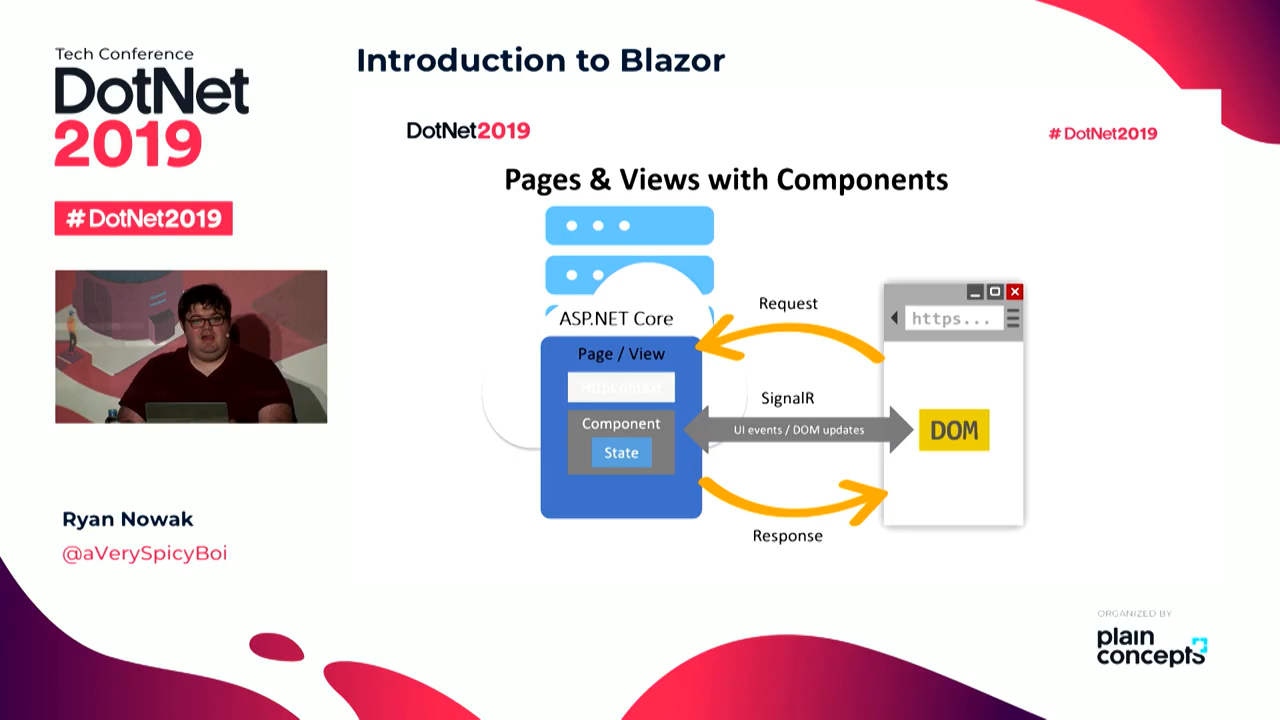 Tech Conference
DotNet
2019
#DotNet2019
Introduction to Blazor
DotNet2019
#DotNet2019
Pages & Views with Components
ASP.NET Core
Page / View
HttpContext
Component
State
Request
SignalR
UI events / DOM updates
Response
https...
DOM
Ryan Nowak
@aVerySpicyBoi
ORGANIZED BY
plain
concepts